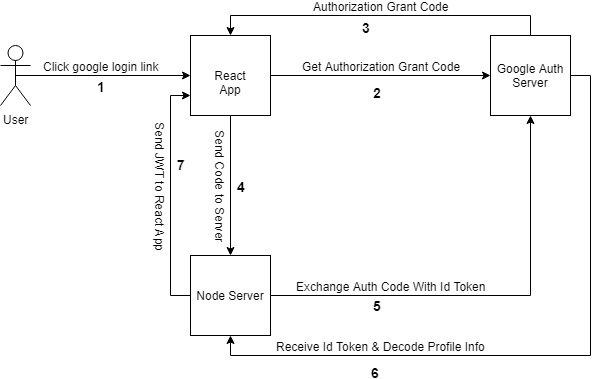 Authorization Grant Code
3
Click google login link
1
User
React
App
Get Authorization Grant Code
2
Google Auth
Server
Send JWT to React App
7
Send Code to Server
4
Node Server
Exchange Auth Code With Id Token
5
Receive Id Token & Decode Profile Info
6